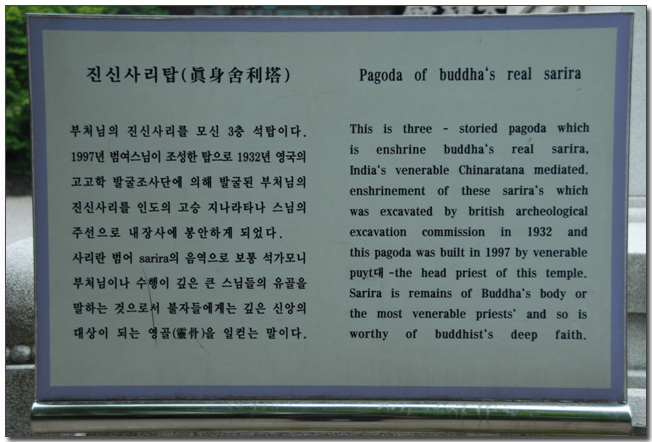 진신사리탑(眞身舍利塔)
부처님의 진신사리를 모신 3층 석탑이다.
1997년 범여스님이 조성한 탑으로 1932년 영국의
고고학 발굴조사단에 의해 발굴된 부처님의
진신사리를 인도의 고승 지나라타나 스님의
주선으로 내장사에 봉안하게 되었다.
사리란 범어 sarira의 음역으로 보통 석가모니
부처님이나 수행이 깊은 큰 스님들의 유골을
말하는 것으로서 불자들에게는 깊은 신앙의
대상이 되는 영골(靈骨)을 일컫는 말이다.
Pagoda of buddha's real sarira
This is three - storied pagoda which
is enshrine buddha's real sarira,
India's venerable Chinaratana mediated.
enshrinement of these sarira's which
was excavated by british archeological
excavation commission in 1932 and
this pagoda was built in 1997 by venerable
puyt대 -the head priest of this temple.
Sarira is remains of Buddha's body or
the most venerable priests' and so is
worthy of buddhist's deep faith.